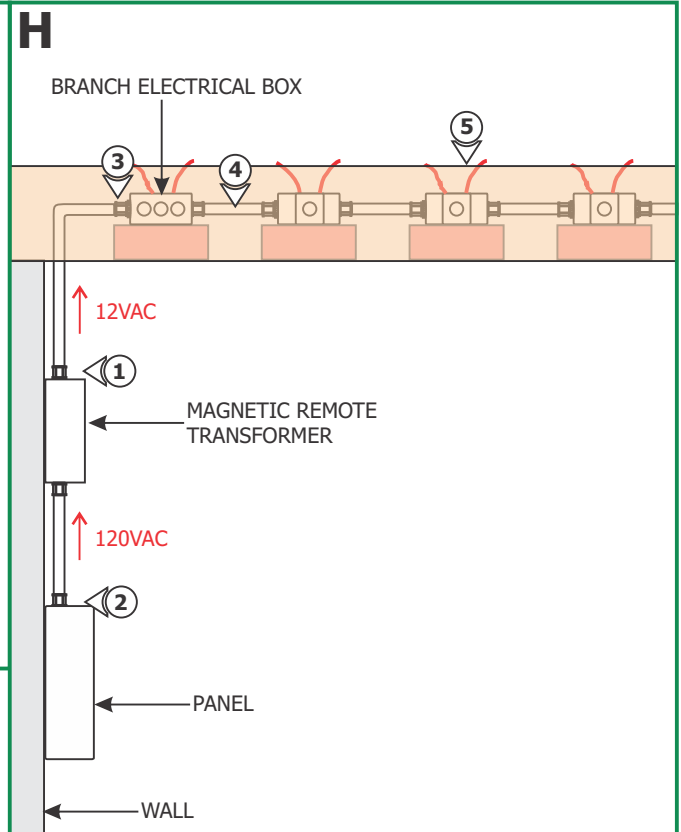 H
BRANCH ELECTRICAL BOX
5
3
4
12VAC
1
MAGNETIC REMOTE
TRANSFORMER
120VAC
2
PANEL
WALL